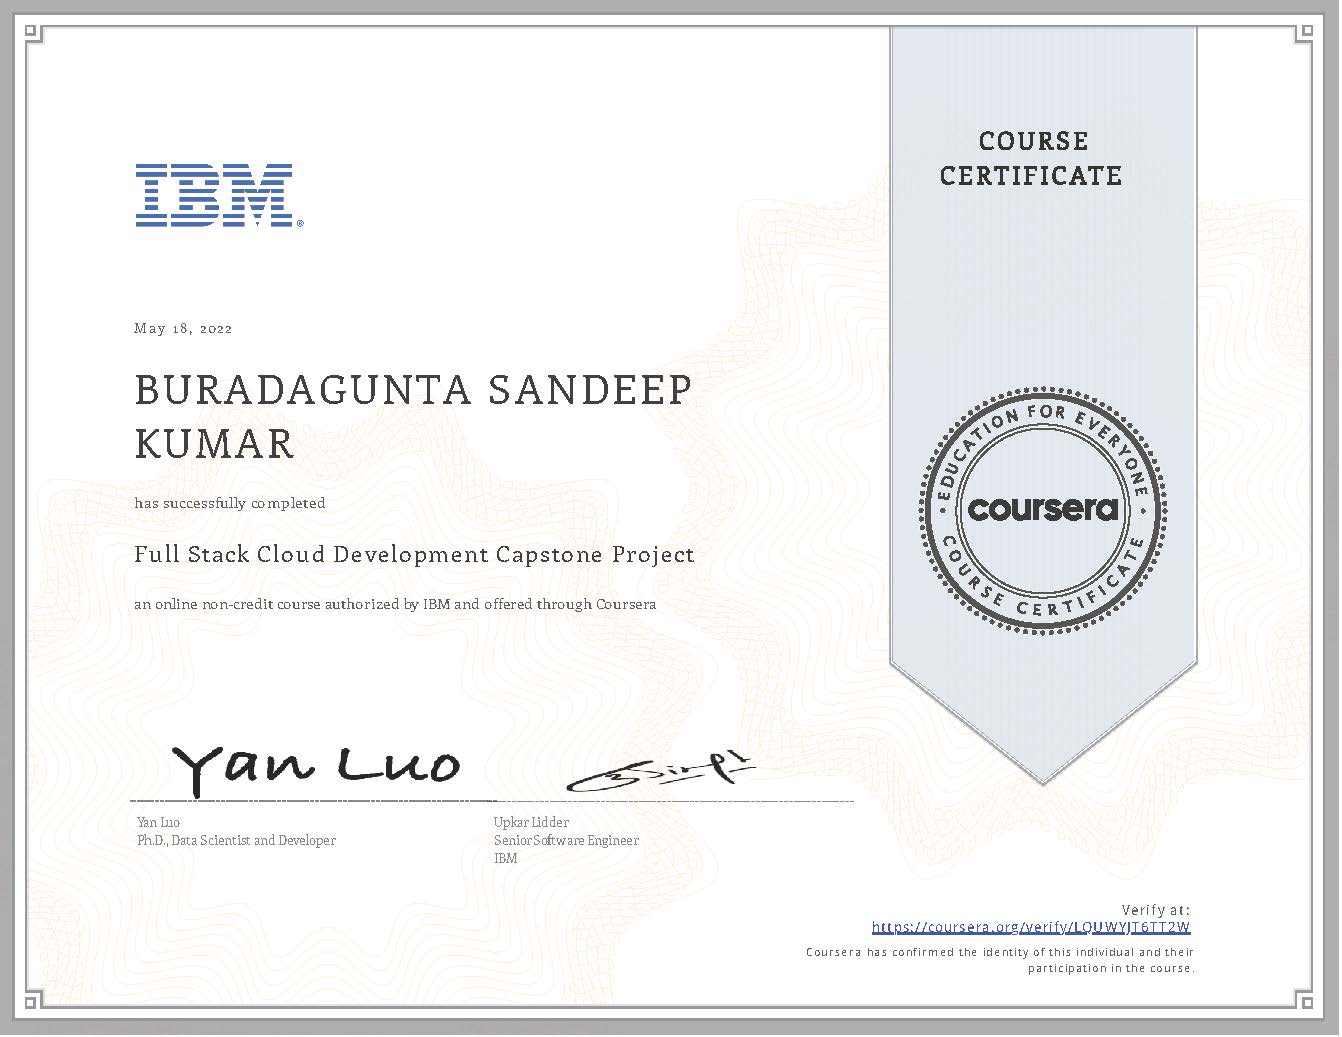 COURSE
CERTIFICATE
IBM®
May 18, 2022
BURADAGUNTA SANDEEP
KUMAR
has successfully completed
Full Stack Cloud Development Capstone Project
an online non-credit course authorized by IBM and offered through Coursera
EDUCATION FOR EVERYONE
coursera
COURSE CERTIFICATE
Yan Luo
Yan Luo
Ph.D., Data Scientist and Developer
Upkar Lidder
Senior Software Engineer
IBM
Verify at:
https://coursera.org/verify/LQUWYJT6TT2W
Coursera has confirmed the identity of this individual and their
participation in the course.